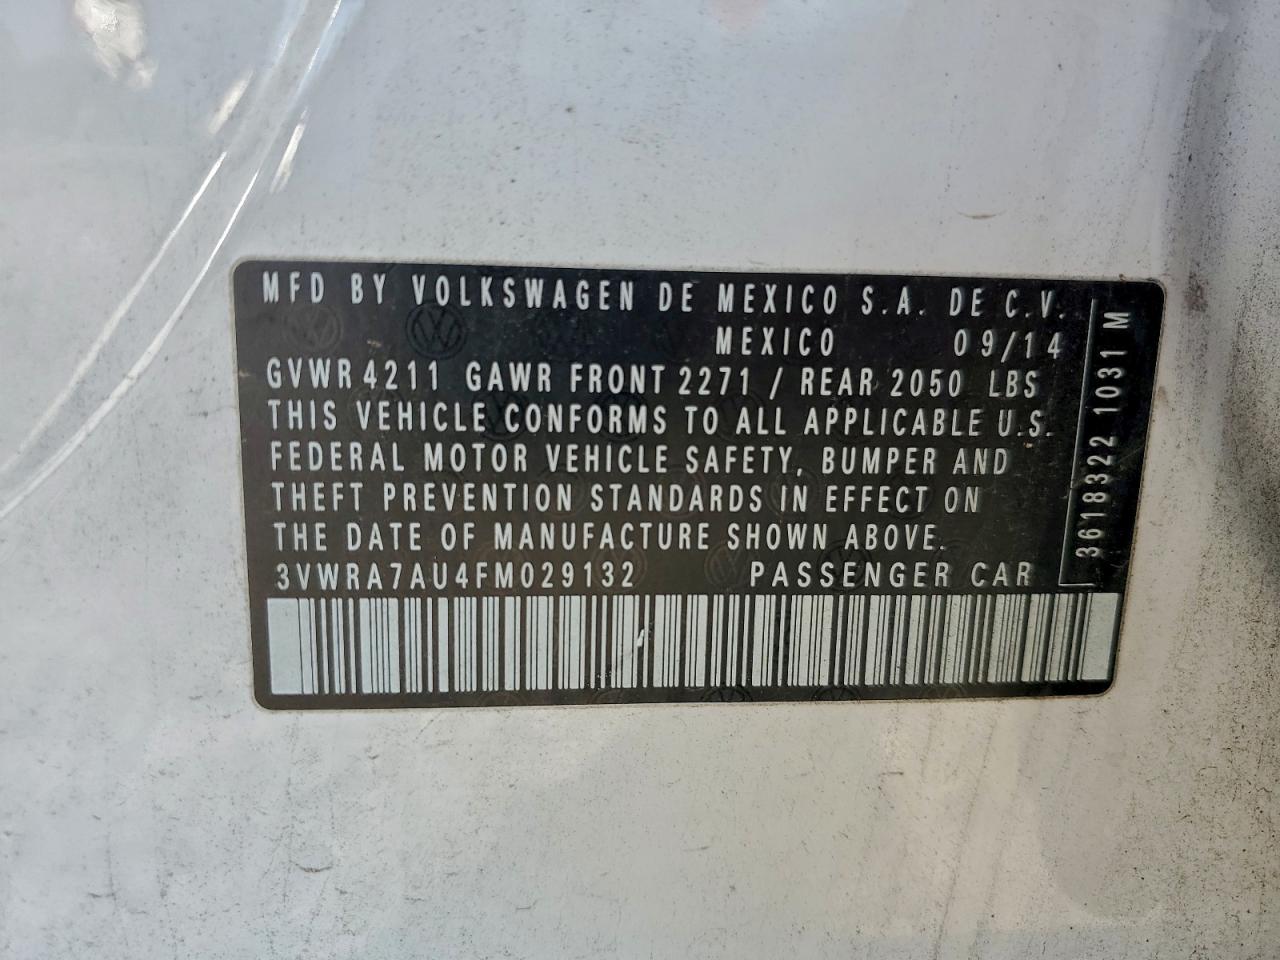 MFD BY VOLKSWAGEN DE MEXICO S.A. DE C.V.
MEXICO 09/14
GVWR 4211 GAWR FRONT 2271 / REAR 2050 LBS
THIS VEHICLE CONFORMS TO ALL APPLICABLE U.S.
FEDERAL MOTOR VEHICLE SAFETY, BUMPER AND
THEFT PREVENTION STANDARDS IN EFFECT ON
THE DATE OF MANUFACTURE SHOWN ABOVE.
3VWRA7AU4FM029132 PASSENGER CAR
3618322 1031 M